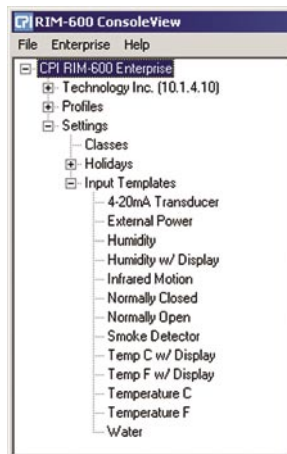 CPI RIM-600 ConsoleView
File Enterprise Help
CPI RIM-600 Enterprise
Technology Inc. (10.1.4.10)
Profiles
Settings
Classes
Holidays
Input Templates
4-20mA Transducer
External Power
Humidity
Humidity w/ Display
Infrared Motion
Normally Closed
Normally Open
Smoke Detector
Temp C w/ Display
Temp F w/ Display
Temperature C
Temperature F
Water